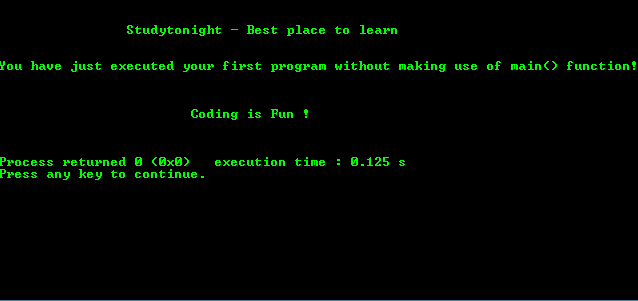 Studytonight - Best place to learn
You have just executed your first program without making use of main() function!
Coding is Fun !
Process returned 0 (0x0)   execution time : 0.125 s
Press any key to continue.